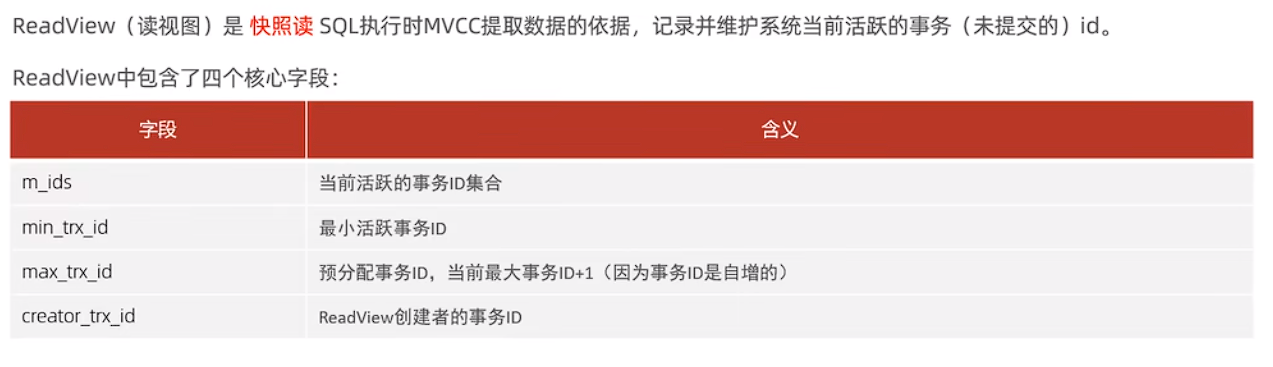 ReadView（读视图）是 快照读 SQL执行时MVCC提取数据的依据，记录并维护系统当前活跃的事务（未提交的）id。
ReadView中包含了四个核心字段：
字段 含义
m_ids 当前活跃的事务ID集合
min_trx_id 最小活跃事务ID
max_trx_id 预分配事务ID，当前最大事务ID+1（因为事务ID是自增的）
creator_trx_id ReadView创建者的事务ID